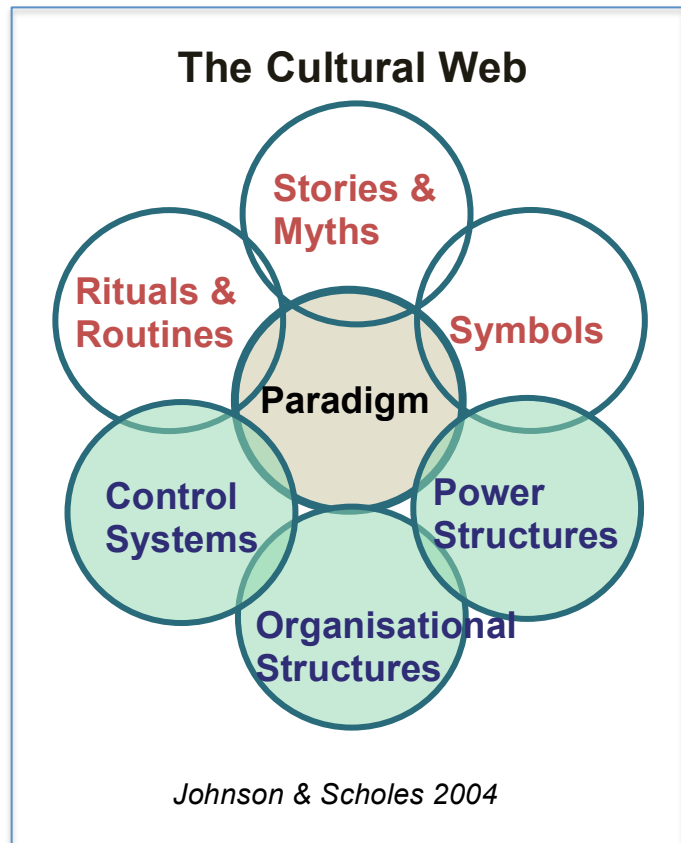 The Cultural Web
Stories &
Myths
Rituals &
Routines
Symbols
Paradigm
Control
Systems
Power
Structures
Organisational
Structures
Johnson & Scholes 2004